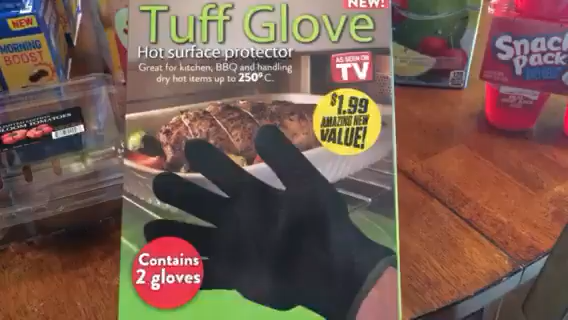 NEW!
Tuff Glove
Hot surface protector
Great for kitchen, BBQ and handling
dry hot items up to 250°C.
AS SEEN ON
TV
$1.99
AMAZING NEW
VALUE!
Contains
2 gloves
NEW
MORNING
BOOST
TOMATOES
Snack
Pack